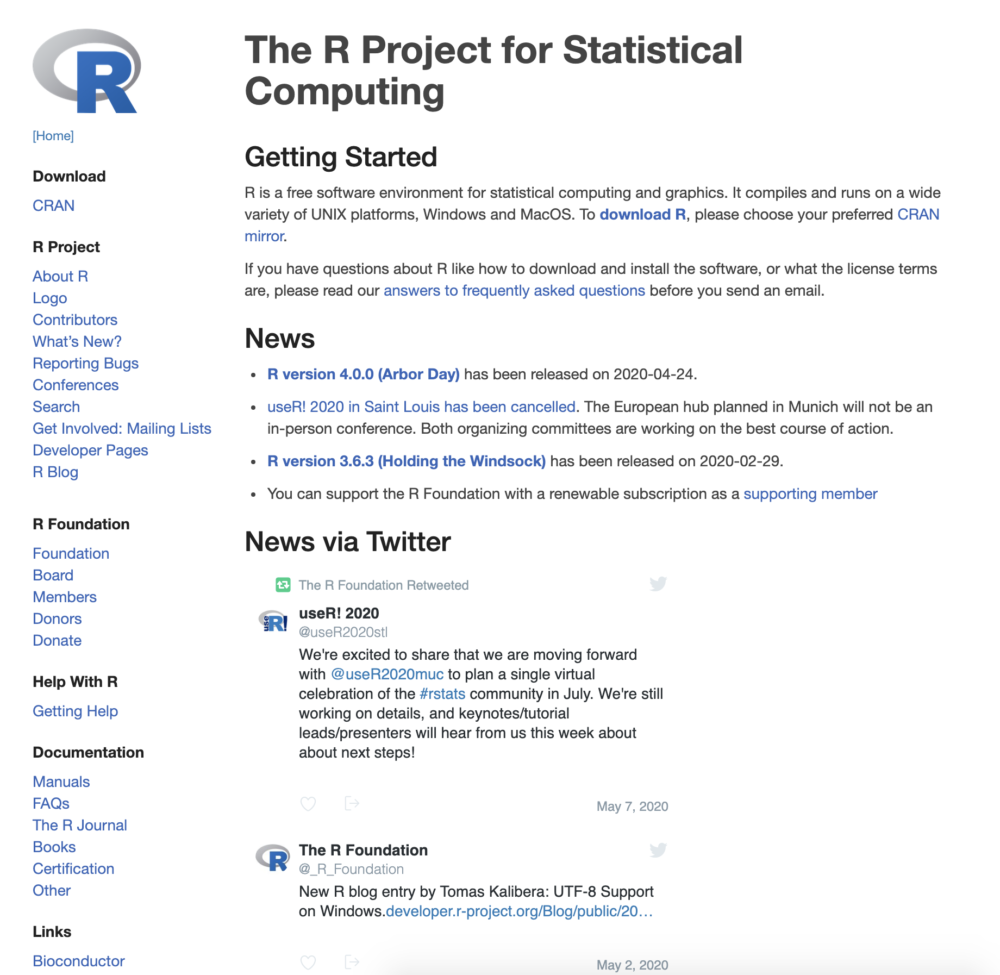 R
[Home]
Download
CRAN
R Project
About R
Logo
Contributors
What’s New?
Reporting Bugs
Conferences
Search
Get Involved: Mailing Lists
Developer Pages
R Blog
R Foundation
Foundation
Board
Members
Donors
Donate
Help With R
Getting Help
Documentation
Manuals
FAQs
The R Journal
Books
Certification
Other
Links
Bioconductor
The R Project for Statistical
Computing
Getting Started
R is a free software environment for statistical computing and graphics. It compiles and runs on a wide
variety of UNIX platforms, Windows and MacOS. To download R, please choose your preferred CRAN
mirror.
If you have questions about R like how to download and install the software, or what the license terms
are, please read our answers to frequently asked questions before you send an email.
News
• R version 4.0.0 (Arbor Day) has been released on 2020-04-24.
• useR! 2020 in Saint Louis has been cancelled. The European hub planned in Munich will not be an
in-person conference. Both organizing committees are working on the best course of action.
• R version 3.6.3 (Holding the Windsock) has been released on 2020-02-29.
• You can support the R Foundation with a renewable subscription as a supporting member
News via Twitter
The R Foundation Retweeted
useR!
useR! 2020
@useR2020stl
We're excited to share that we are moving forward
with @useR2020muc to plan a single virtual
celebration of the #rstats community in July. We're still
working on details, and keynotes/tutorial
leads/presenters will hear from us this week about
about next steps!
May 7, 2020
R
The R Foundation
@_R_Foundation
New R blog entry by Tomas Kalibera: UTF-8 Support
on Windows.developer.r-project.org/Blog/public/20…
May 2, 2020